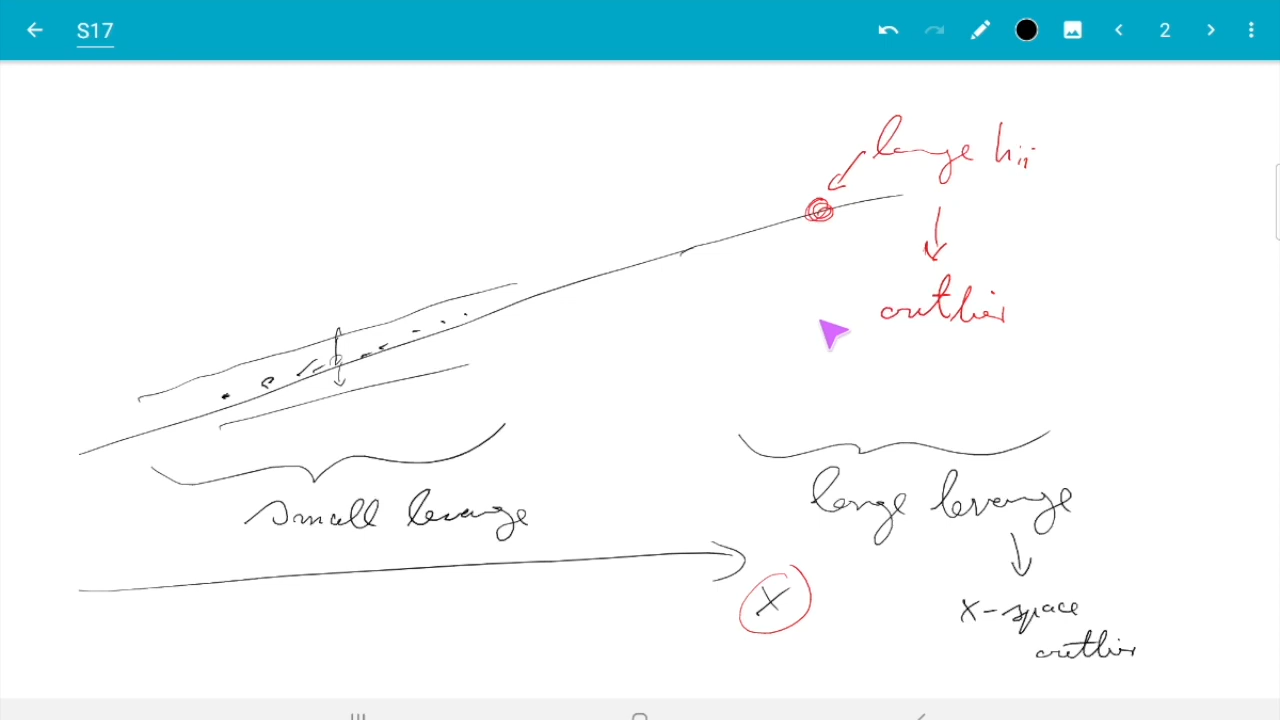 S17
2
large hii
outlier
small leverage
large leverage
X
X-space
outlier